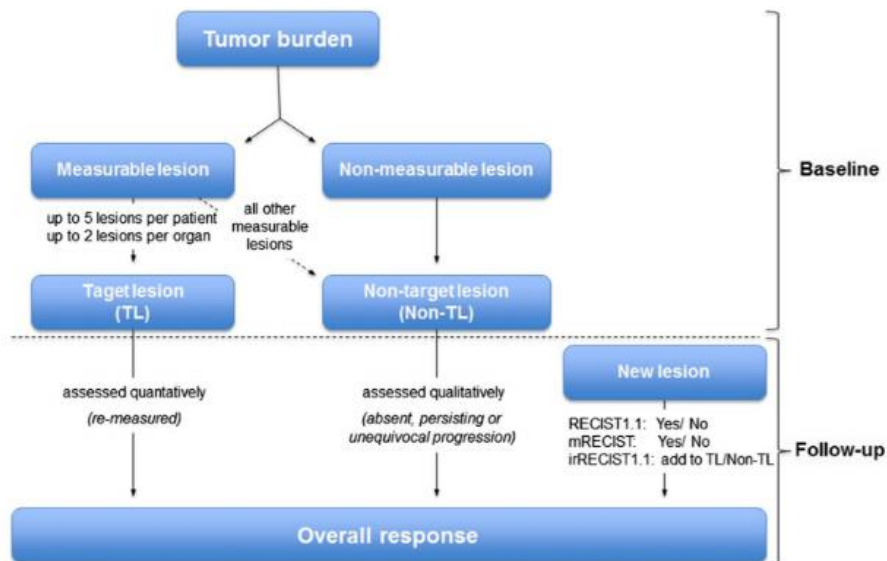 Tumor burden
Measurable lesion
Non-measurable lesion
Baseline
up to 5 lesions per patient
up to 2 lesions per organ
all other
measurable
lesions
Taget lesion
(TL)
Non-target lesion
(Non-TL)
assessed quantatively
(re-measured)
assessed qualitatively
(absent, persisting or
unequivocal progression)
New lesion
RECIST1.1: Yes/ No
mRECIST: Yes/ No
irRECIST1.1: add to TL/Non-TL
Follow-up
Overall response